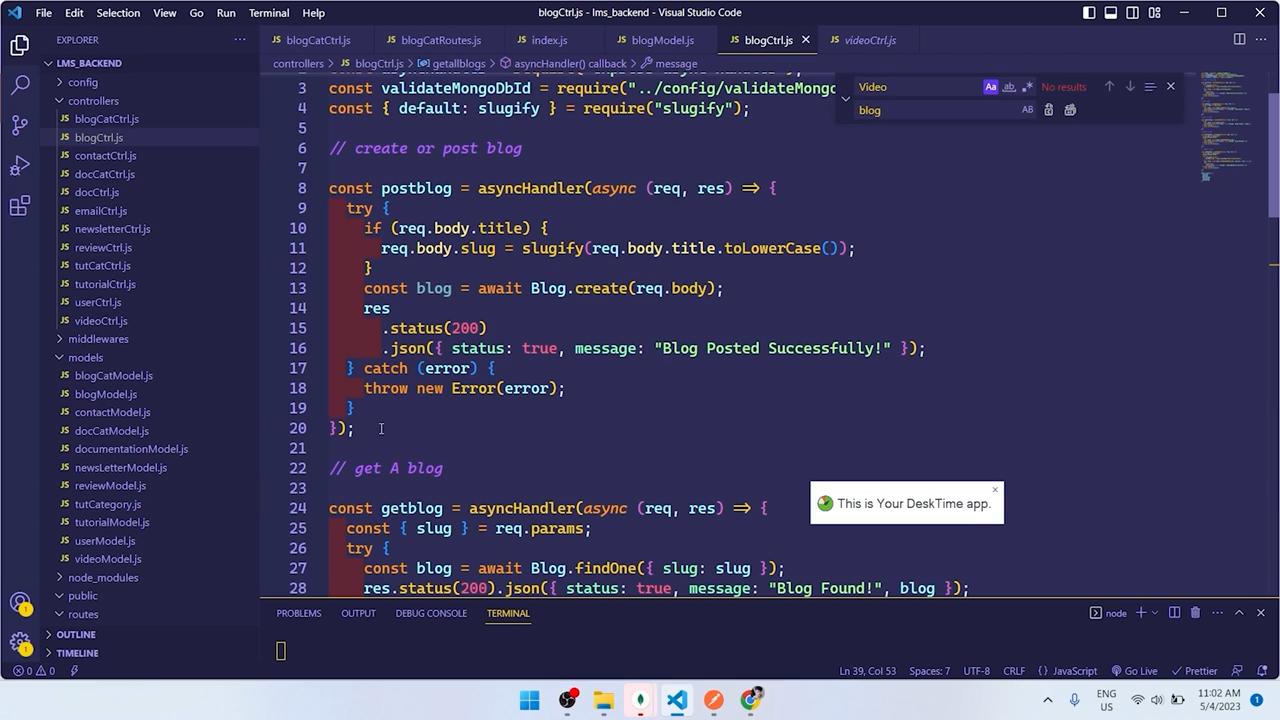 File Edit Selection View Go Run Terminal Help
blogCtrl.js - lms_backend - Visual Studio Code
EXPLORER
LMS_BACKEND
config
controllers
blogCatCtrl.js
blogCtrl.js
contactCtrl.js
docCatCtrl.js
docCtrl.js
emailCtrl.js
newsletterCtrl.js
reviewCtrl.js
tutCatCtrl.js
tutorialCtrl.js
userCtrl.js
videoCtrl.js
middlewares
models
blogCatModel.js
blogModel.js
contactModel.js
docCatModel.js
documentationModel.js
newsLetterModel.js
reviewModel.js
tutCategory.js
tutorialModel.js
userModel.js
videoModel.js
node_modules
public
routes
OUTLINE
TIMELINE
blogCatCtrl.js blogCatRoutes.js index.js blogModel.js blogCtrl.js videoCtrl.js
controllers > blogCtrl.js > getallblogs > asyncHandler() callback > message
Video Aa ab .* No results
blog AB
3 const validateMongoDbId = require("../config/validateMongo
4 const { default: slugify } = require("slugify");
5
6 // create or post blog
7
8 const postblog = asyncHandler(async (req, res) => {
9 try {
10 if (req.body.title) {
11 req.body.slug = slugify(req.body.title.toLowerCase());
12 }
13 const blog = await Blog.create(req.body);
14 res
15 .status(200)
16 .json({ status: true, message: "Blog Posted Successfully!" });
17 } catch (error) {
18 throw new Error(error);
19 }
20 });
21
22 // get A blog
23
24 const getblog = asyncHandler(async (req, res) => {
25 const { slug } = req.params;
26 try {
27 const blog = await Blog.findOne({ slug: slug });
28 res.status(200).json({ status: true, message: "Blog Found!", blog });
This is Your DeskTime app.
PROBLEMS OUTPUT DEBUG CONSOLE TERMINAL
node
0 0
Ln 39, Col 53 Spaces: 7 UTF-8 CRLF { } JavaScript Go Live Prettier
1
1
ENG
US
11:02 AM
5/4/2023
1